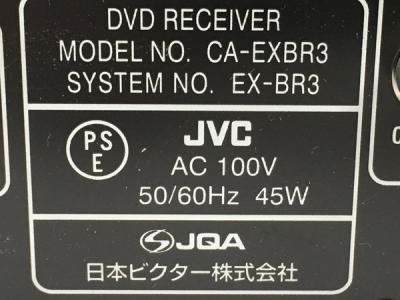 DVD RECEIVER
MODEL NO. CA-EXBR3
SYSTEM NO. EX-BR3
PS
E
JVC
AC 100V
50/60Hz 45W
JQA
日本ビクター株式会社